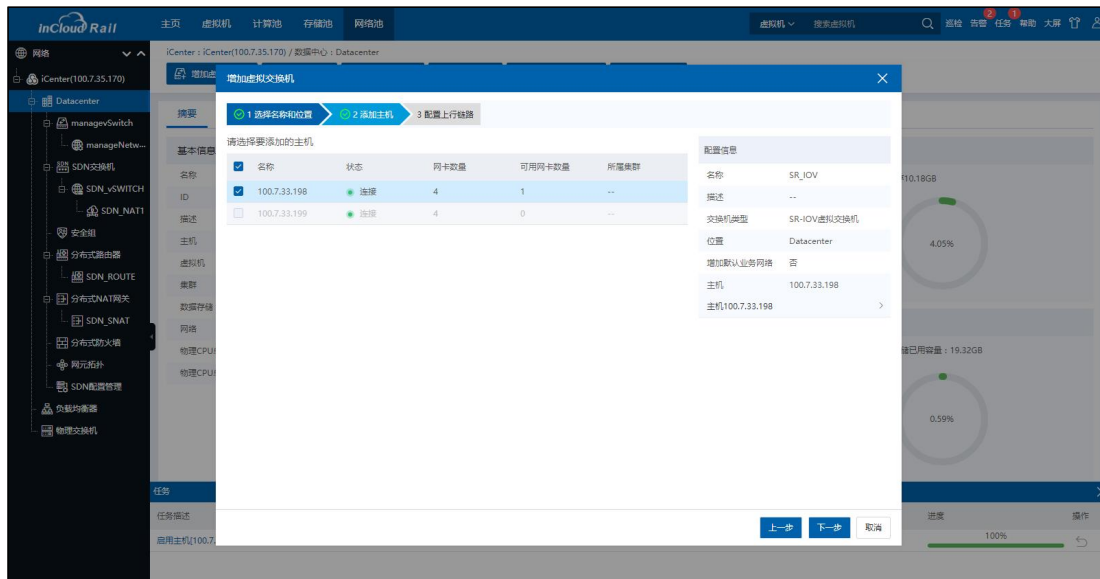 inCloud Rail
主页 虚拟机 计算池 存储池 网络池
虚拟机 搜索虚拟机
巡检 告警 2 任务 1 帮助 大屏
网络
iCenter(100.7.35.170)
Datacenter
managevSwitch
manageNetw...
SDN交换机
SDN_vSWITCH
SDN_NAT1
安全组
分布式路由器
SDN_ROUTE
分布式NAT网关
SDN_SNAT
分布式防火墙
网元拓扑
SDN配置管理
负载均衡器
物理交换机
iCenter : iCenter(100.7.35.170) / 数据中心 : Datacenter
增加虚
摘要
基本信息
名称
ID
描述
主机
虚拟机
集群
数据存储
网络
物理CPU
物理CPU
增加虚拟交换机
1 选择名称和位置
2 添加主机
3 配置上行链路
请选择要添加的主机
名称 状态 网卡数量 可用网卡数量 所属集群
100.7.33.198 连接 4 1 --
100.7.33.199 连接 4 0 --
配置信息
名称 SR_IOV
描述 --
交换机类型 SR-IOV虚拟交换机
位置 Datacenter
增加默认业务网络 否
主机 100.7.33.198
主机100.7.33.198
上一步 下一步 取消
10.18GB
4.05%
已用容量：19.32GB
0.59%
任务
任务描述 进度 操作
启用主机[100.7. 100%